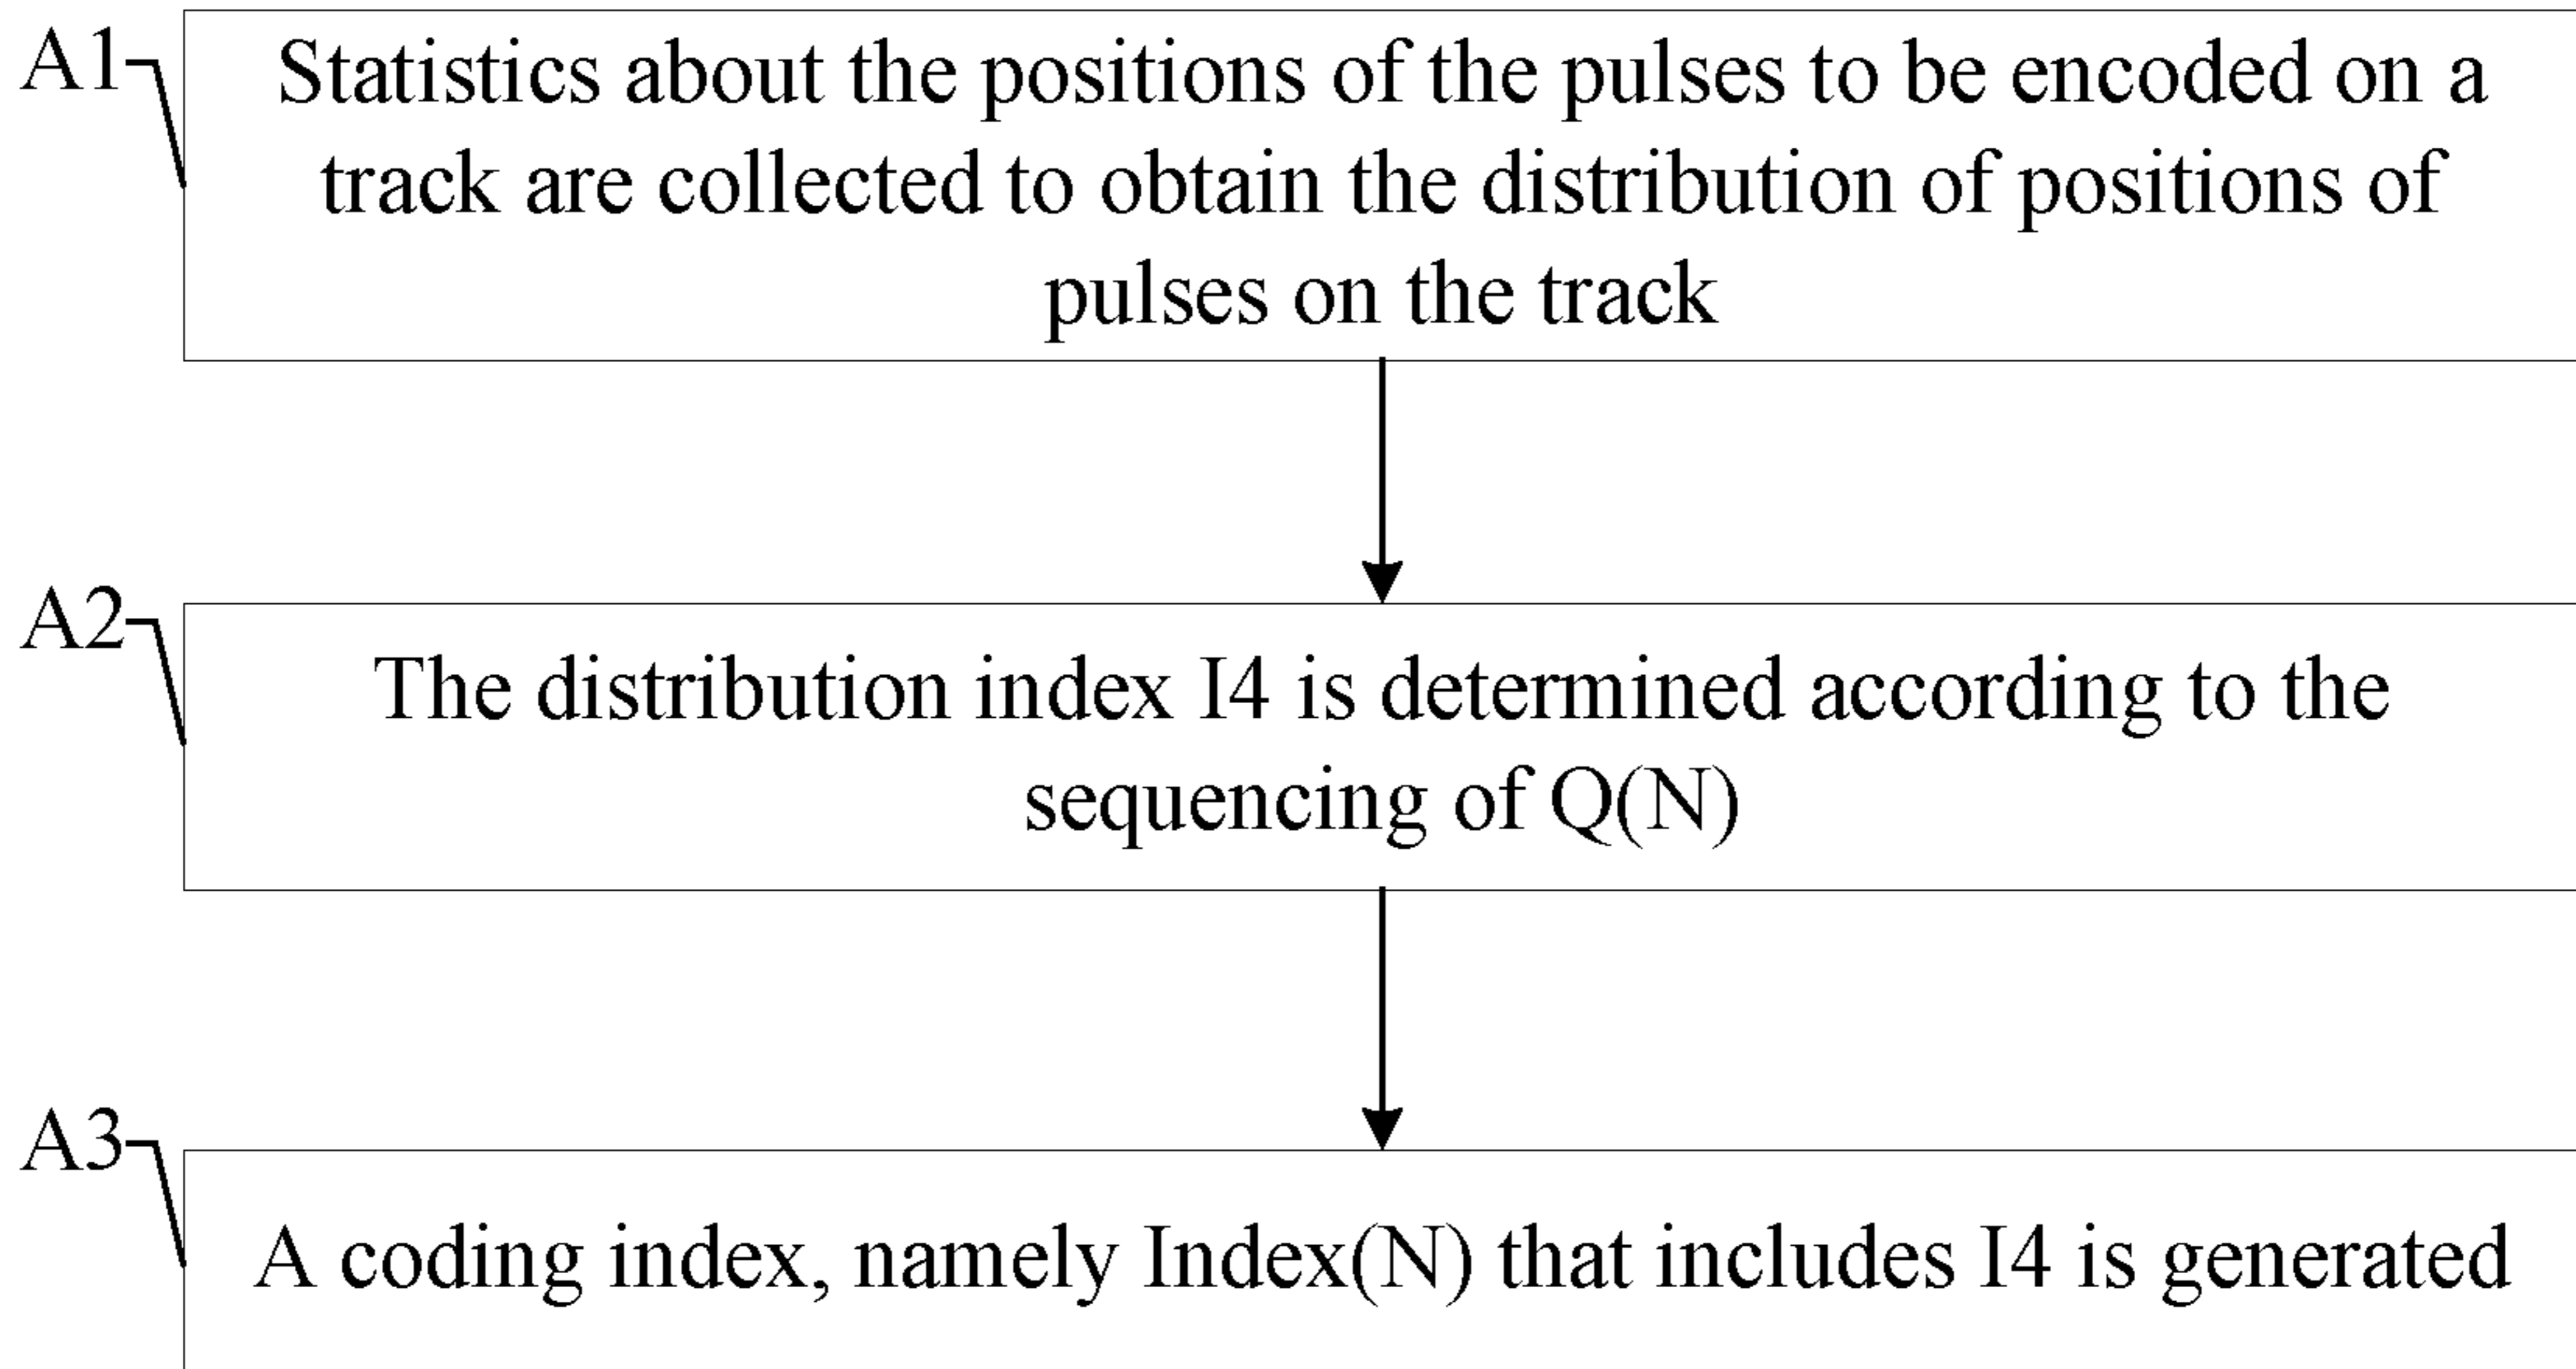 A1
Statistics about the positions of the pulses to be encoded on a
track are collected to obtain the distribution of positions of
pulses on the track
A2
The distribution index I4 is determined according to the
sequencing of Q(N)
A3
A coding index, namely Index(N) that includes I4 is generated